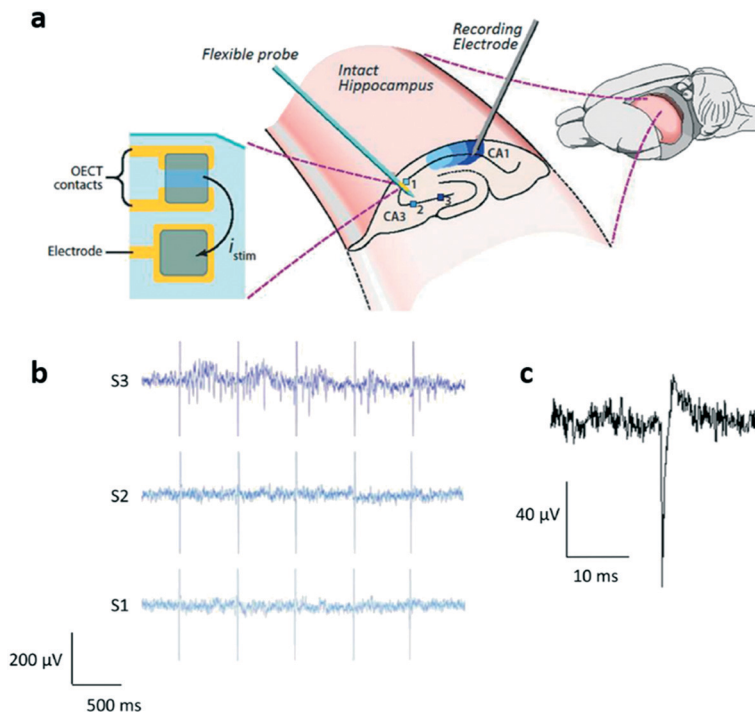 a
Flexible probe
Recording
Electrode
Intact
Hippocampus
OECT
contacts
Electrode
i stim
1
2
3
CA1
CA3
b
S3
S2
S1
200 µV
500 ms
c
40 µV
10 ms